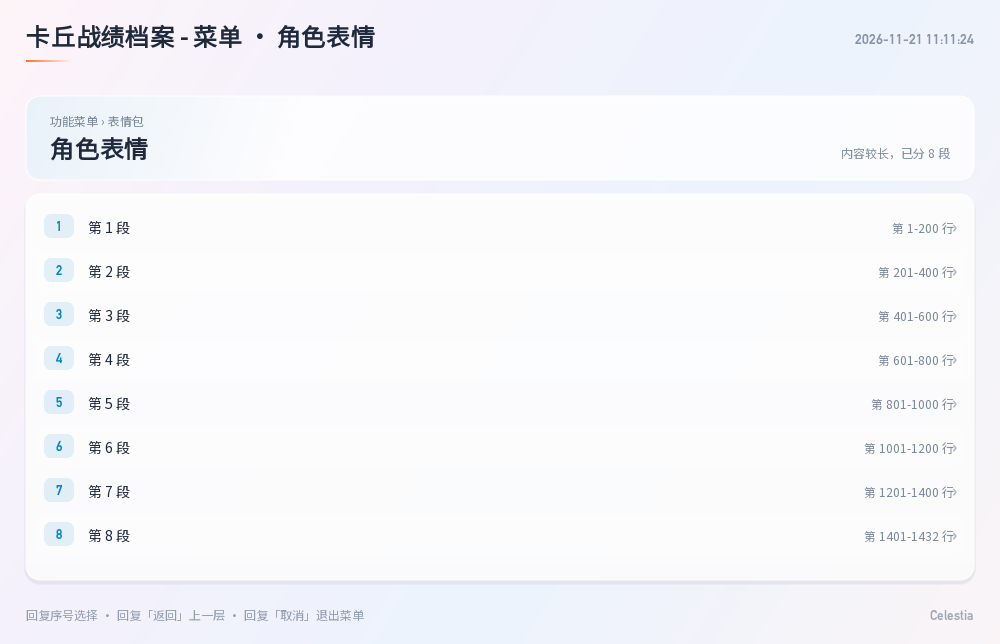 卡丘战绩档案 - 菜单 · 角色表情
2026-11-21 11:11:24
功能菜单 › 表情包
角色表情
内容较长，已分 8 段
1 第 1 段 第 1-200 行›
2 第 2 段 第 201-400 行›
3 第 3 段 第 401-600 行›
4 第 4 段 第 601-800 行›
5 第 5 段 第 801-1000 行›
6 第 6 段 第 1001-1200 行›
7 第 7 段 第 1201-1400 行›
8 第 8 段 第 1401-1432 行›
回复序号选择 · 回复「返回」上一层 · 回复「取消」退出菜单
Celestia